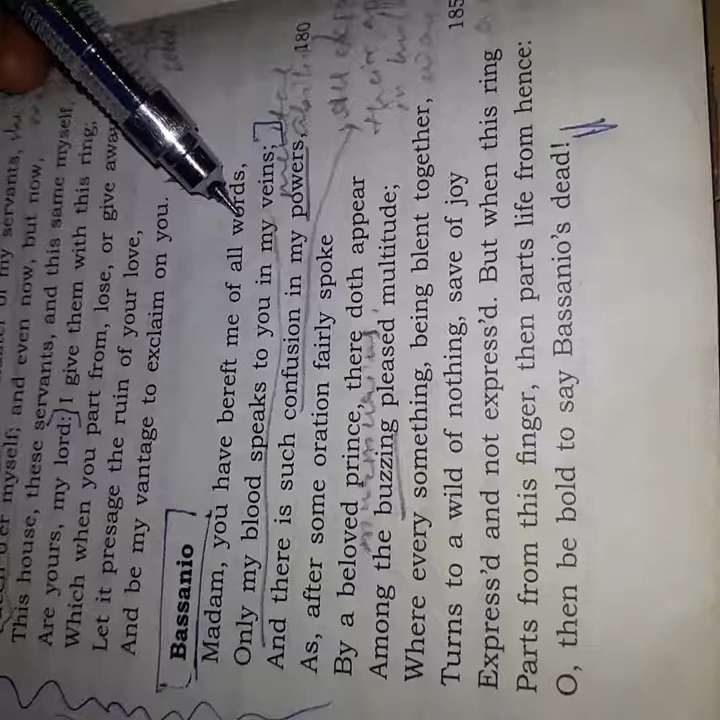 This house, these servants, and this same myself,
Are yours, my lord; I give them with this ring,
Which when you part from, lose, or give away
Let it presage the ruin of your love,
And be my vantage to exclaim on you.
Bassanio
Madam, you have bereft me of all words,
Only my blood speaks to you in my veins;
And there is such confusion in my powers, 180
As, after some oration fairly spoke
By a beloved prince, there doth appear
Among the buzzing pleased multitude;
Where every something, being blent together,
Turns to a wild of nothing, save of joy 185
Express'd and not express'd. But when this ring
Parts from this finger, then parts life from hence:
O, then be bold to say Bassanio's dead!